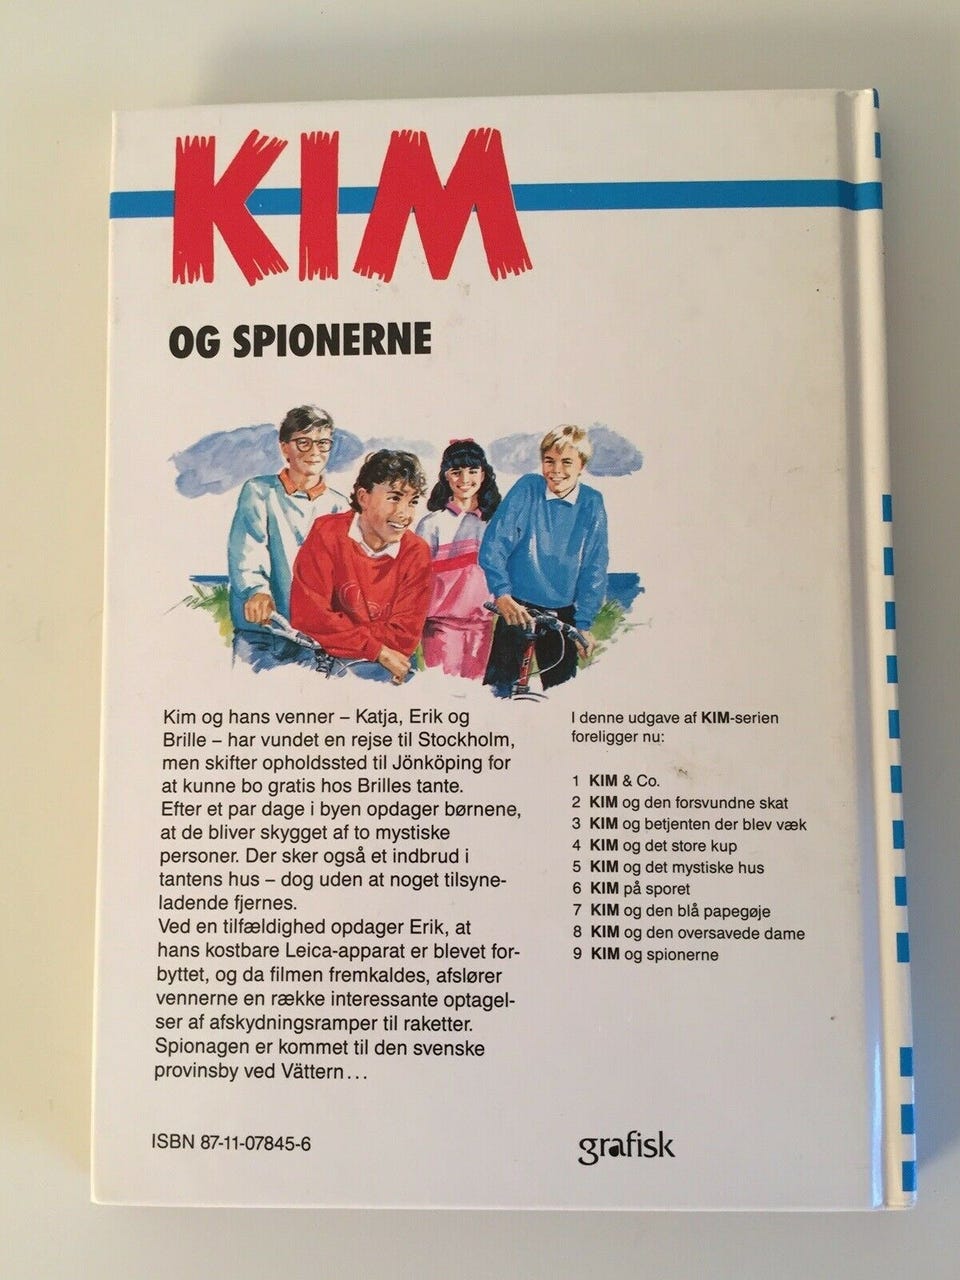 KIM
OG SPIONERNE
Kim og hans venner – Katja, Erik og
Brille – har vundet en rejse til Stockholm,
men skifter opholdssted til Jönköping for
at kunne bo gratis hos Brilles tante.
Efter et par dage i byen opdager børnene,
at de bliver skygget af to mystiske
personer. Der sker også et indbrud i
tantens hus – dog uden at noget tilsyne-
ladende fjernes.
Ved en tilfældighed opdager Erik, at
hans kostbare Leica-apparat er blevet for-
byttet, og da filmen fremkaldes, afslører
vennerne en række interessante optagel-
ser af afskydningsramper til raketter.
Spionagen er kommet til den svenske
provinsby ved Vättern...
I denne udgave af KIM-serien
foreligger nu:
1 KIM & Co.
2 KIM og den forsvundne skat
3 KIM og betjenten der blev væk
4 KIM og det store kup
5 KIM og det mystiske hus
6 KIM på sporet
7 KIM og den blå papegøje
8 KIM og den oversavede dame
9 KIM og spionerne
ISBN 87-11-07845-6
grafisk